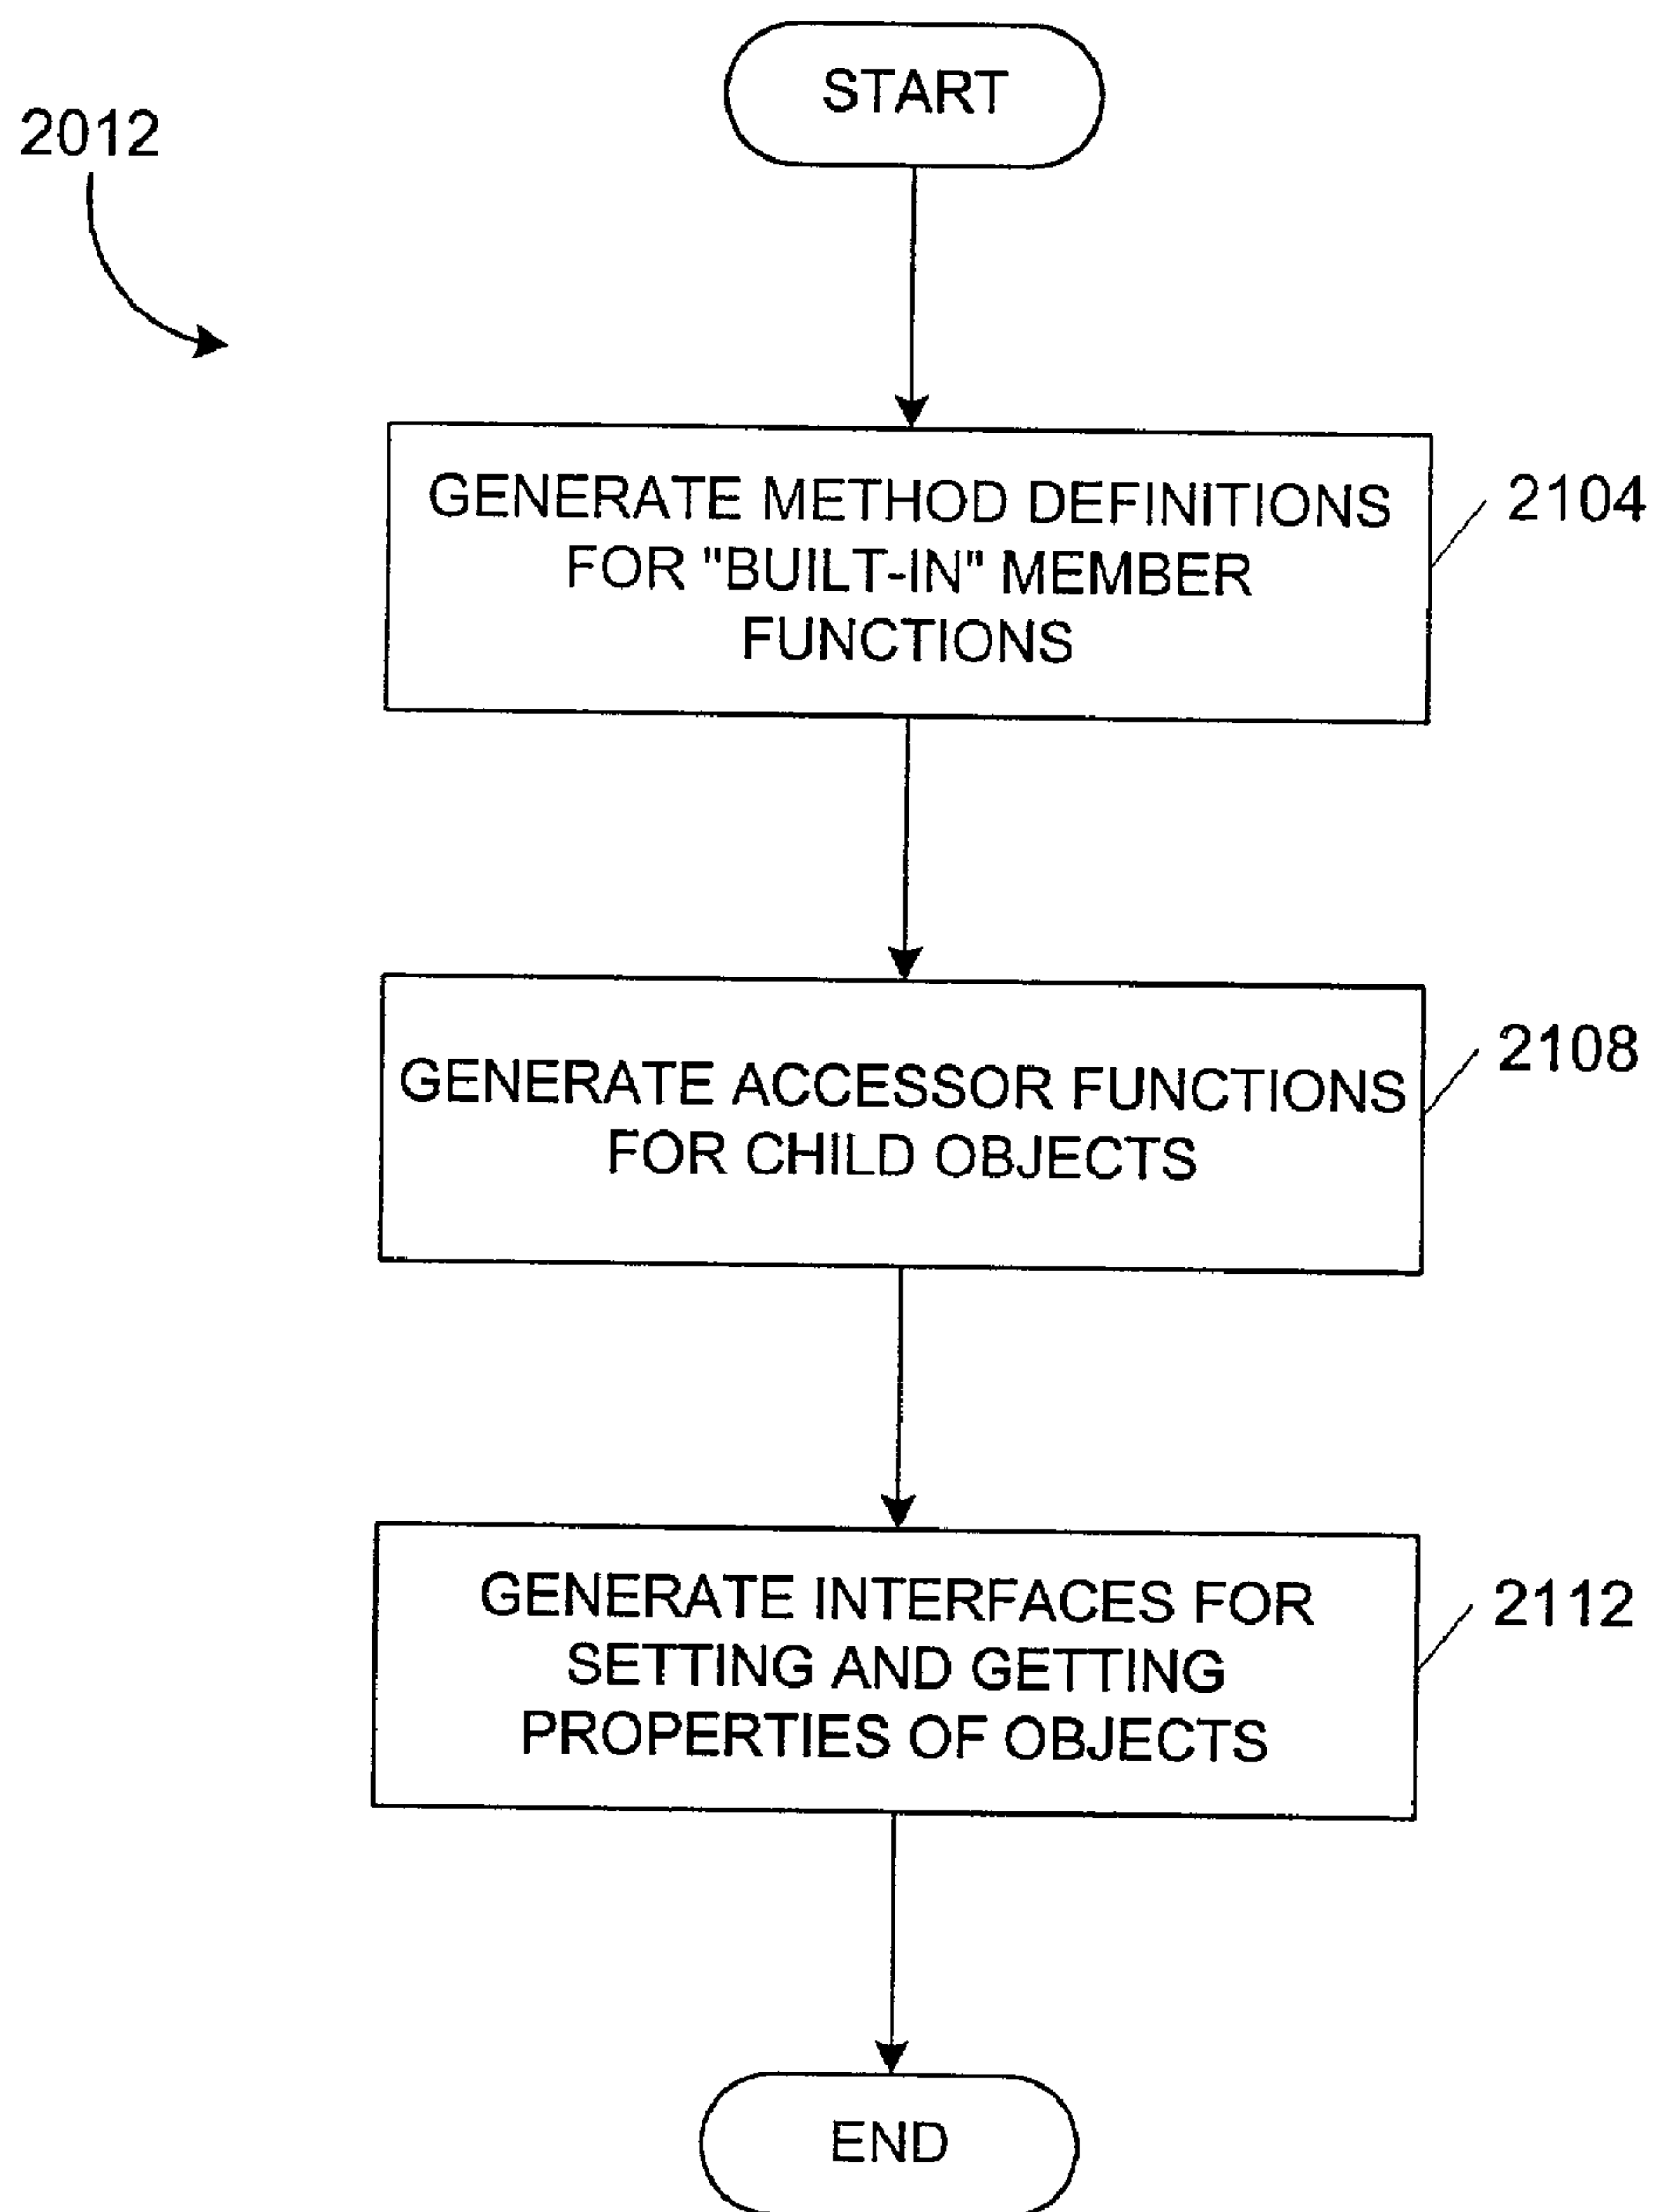 START
2012
GENERATE METHOD DEFINITIONS
FOR "BUILT-IN" MEMBER
FUNCTIONS
2104
GENERATE ACCESSOR FUNCTIONS
FOR CHILD OBJECTS
2108
GENERATE INTERFACES FOR
SETTING AND GETTING
PROPERTIES OF OBJECTS
2112
END